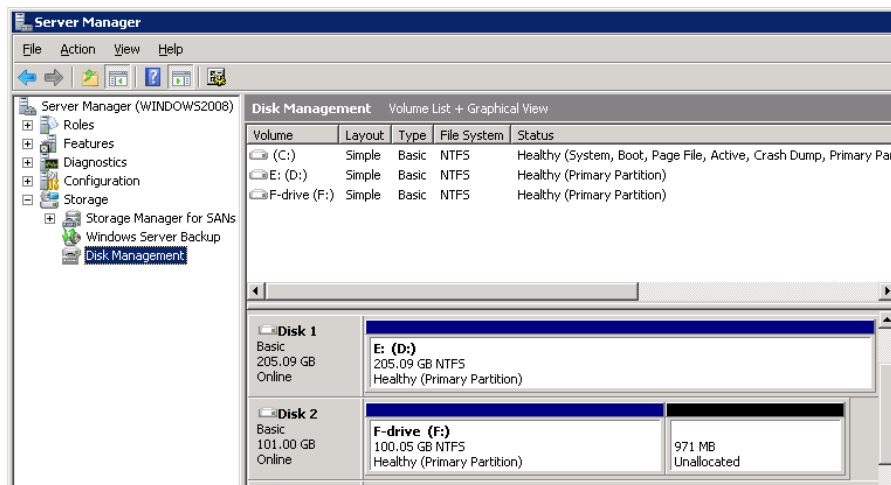 Server Manager
File Action View Help
Server Manager (WINDOWS2008)
Roles
Features
Diagnostics
Configuration
Storage
Storage Manager for SANs
Windows Server Backup
Disk Management
Disk Management Volume List + Graphical View
Volume Layout Type File System Status
(C:) Simple Basic NTFS Healthy (System, Boot, Page File, Active, Crash Dump, Primary Pa
E: (D:) Simple Basic NTFS Healthy (Primary Partition)
F-drive (F:) Simple Basic NTFS Healthy (Primary Partition)
Disk 1
Basic
205.09 GB
Online
E: (D:)
205.09 GB NTFS
Healthy (Primary Partition)
Disk 2
Basic
101.00 GB
Online
F-drive (F:)
100.05 GB NTFS
Healthy (Primary Partition)
971 MB
Unallocated